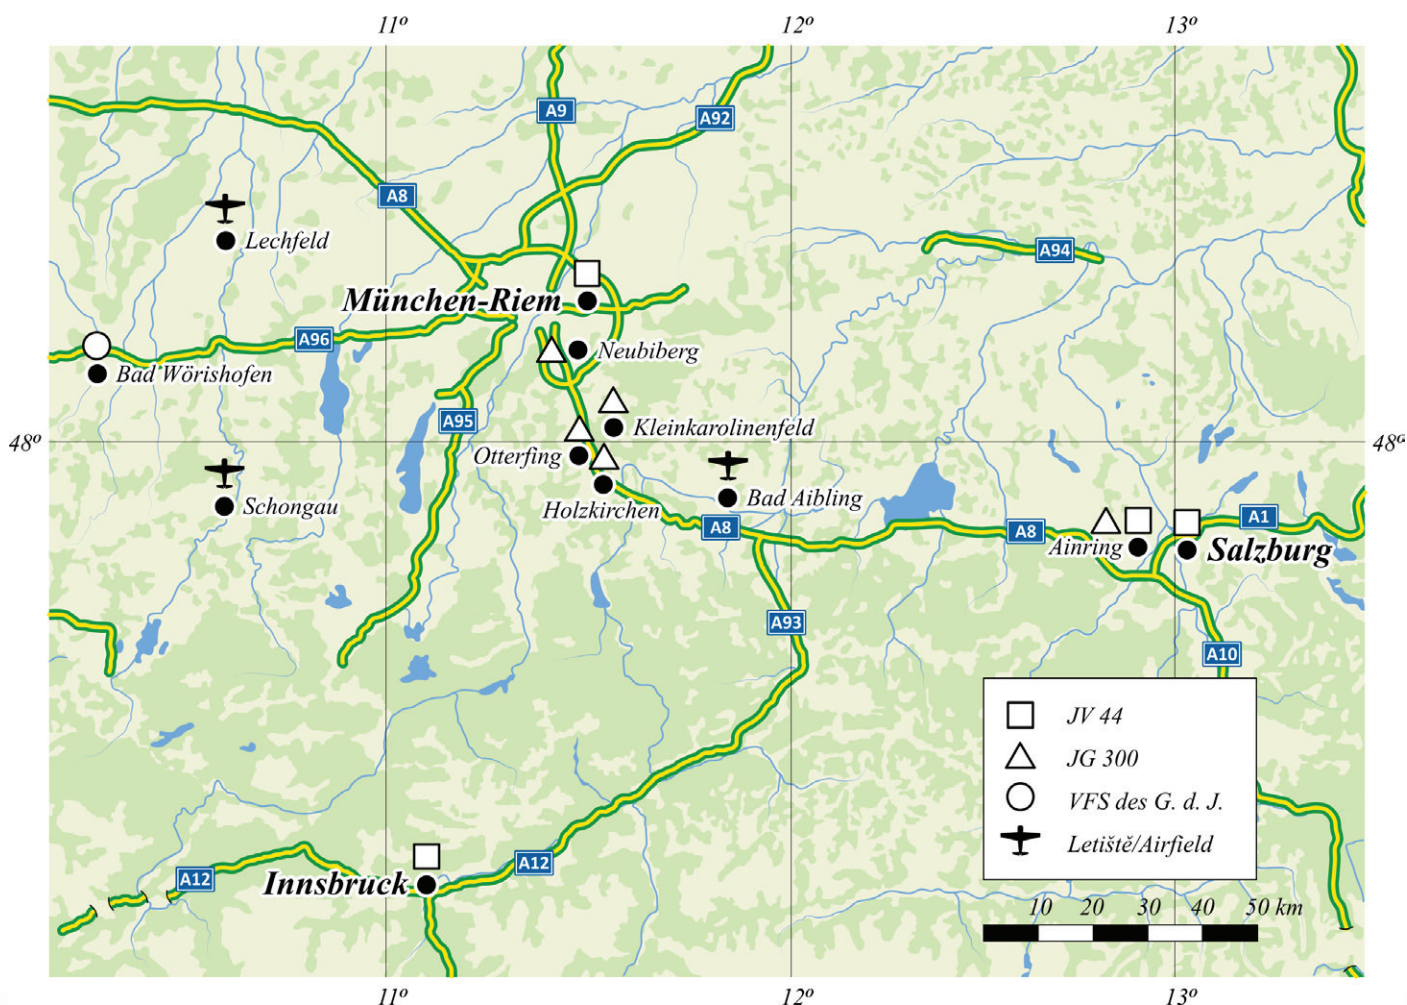 11º 12º 13º
A9
A92
A8
Lechfeld
A94
München-Riem
A96
Neubiberg
Bad Wörishofen
A95
Kleinkarolinenfeld
48º 48º
Otterfing
Schongau
Holzkirchen
Bad Aibling
A8
A8
A1
Ainring
Salzburg
A93
A10
JV 44
JG 300
VFS des G. d. J.
Letiště/Airfield
A12
A12
Innsbruck
10 20 30 40 50 km
11º 12º 13º